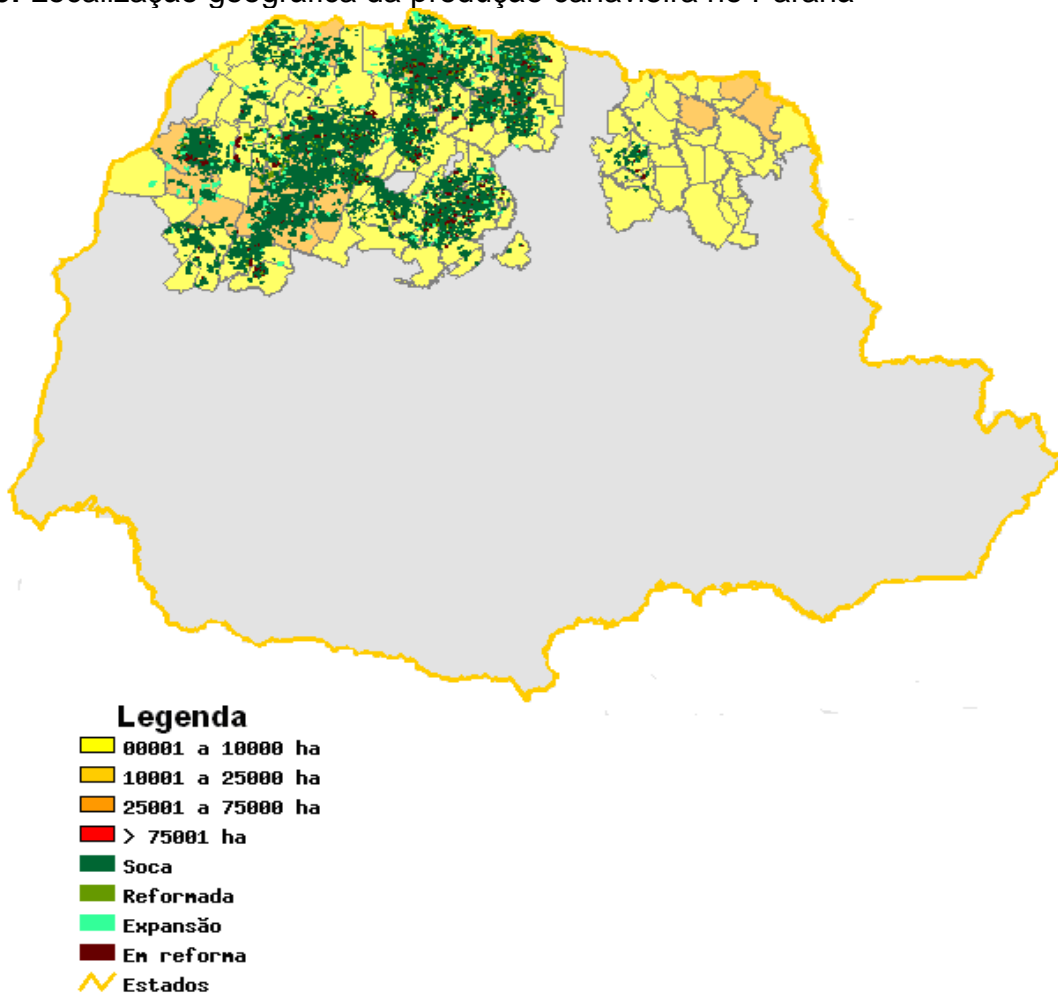 Localização geográfica da produção canavieira no Paraná
Legenda
00001 a 10000 ha
10001 a 25000 ha
25001 a 75000 ha
> 75001 ha
Soca
Reformada
Expansão
Em reforma
Estados